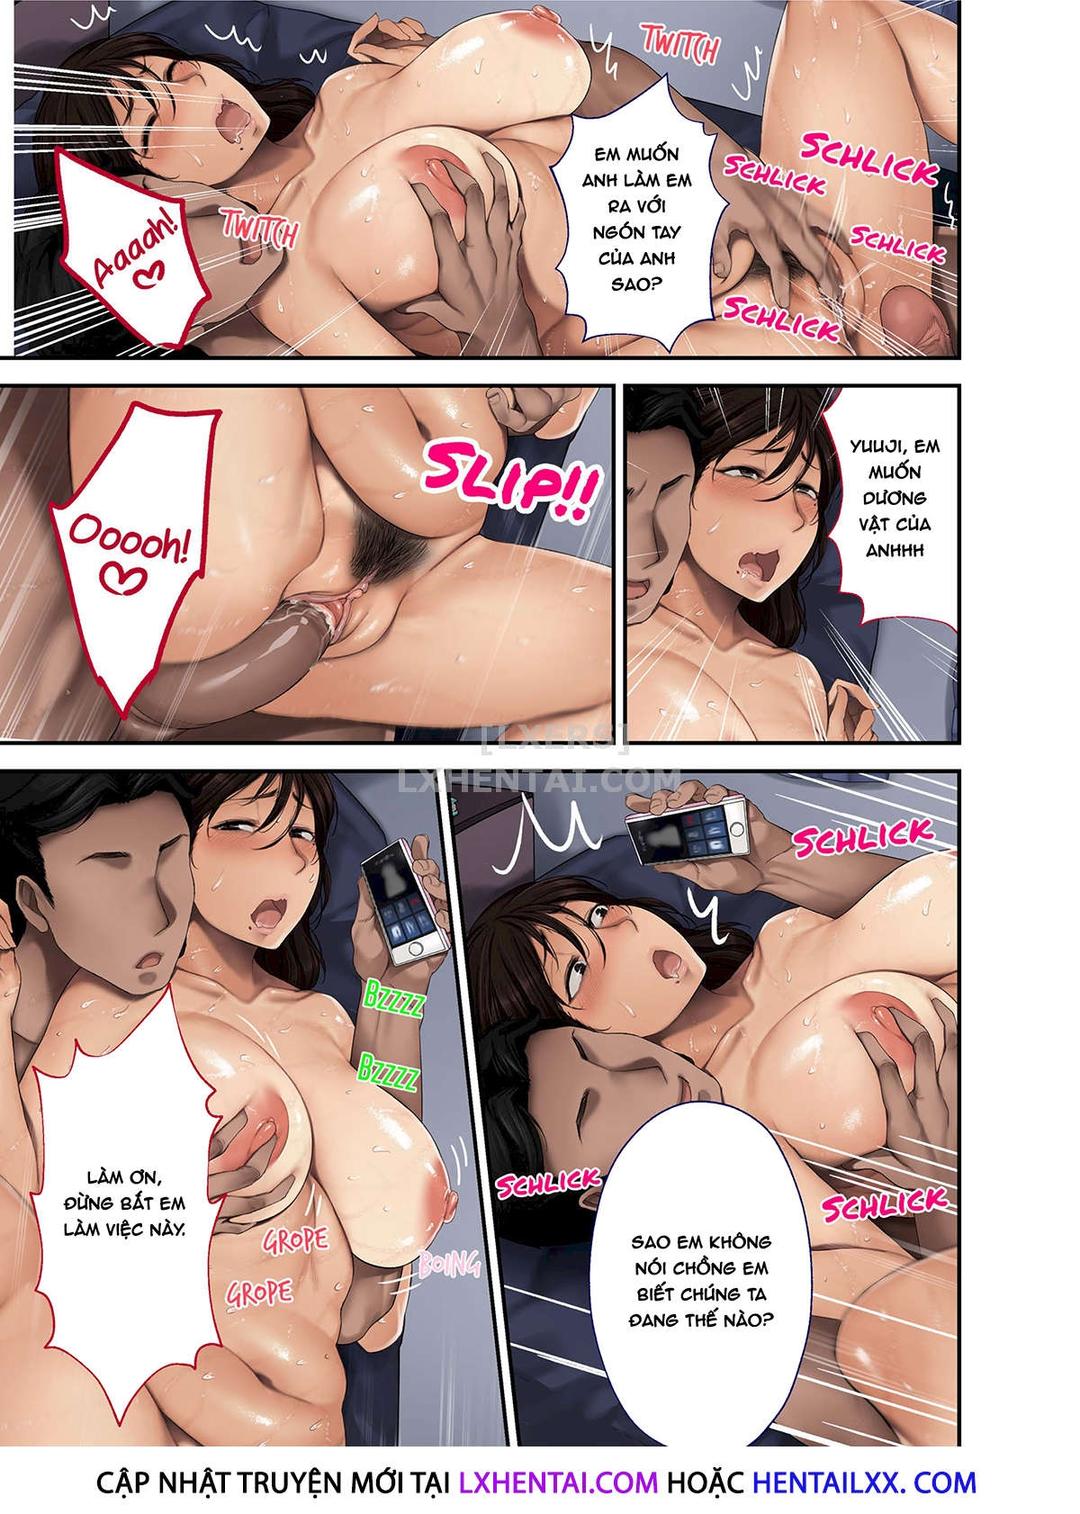 TWITCH
EM MUỐN
ANH LÀM EM
RA VỚI
NGÓN TAY
CỦA ANH
SAO?
SCHLICK
SCHLICK
SCHLICK
SCHLICK
TWITCH
Aaaah!
YUUJI, EM
MUỐN
DƯƠNG
VẬT CỦA
ANHHH
SLIP!!
Ooooh!
[LXERS]
LXHENTAI.COM
SCHLICK
SCHLICK
SCHLICK
SAO EM KHÔNG
NÓI CHỒNG EM
BIẾT CHÚNG TA
ĐANG THẾ NÀO?
BZZZZ
BZZZZ
LÀM ƠN,
ĐỪNG BẮT EM
LÀM VIỆC NÀY.
GROPE
GROPE
BOING
CẬP NHẬT TRUYỆN MỚI TẠI LXHENTAI.COM HOẶC HENTAILXX. COM